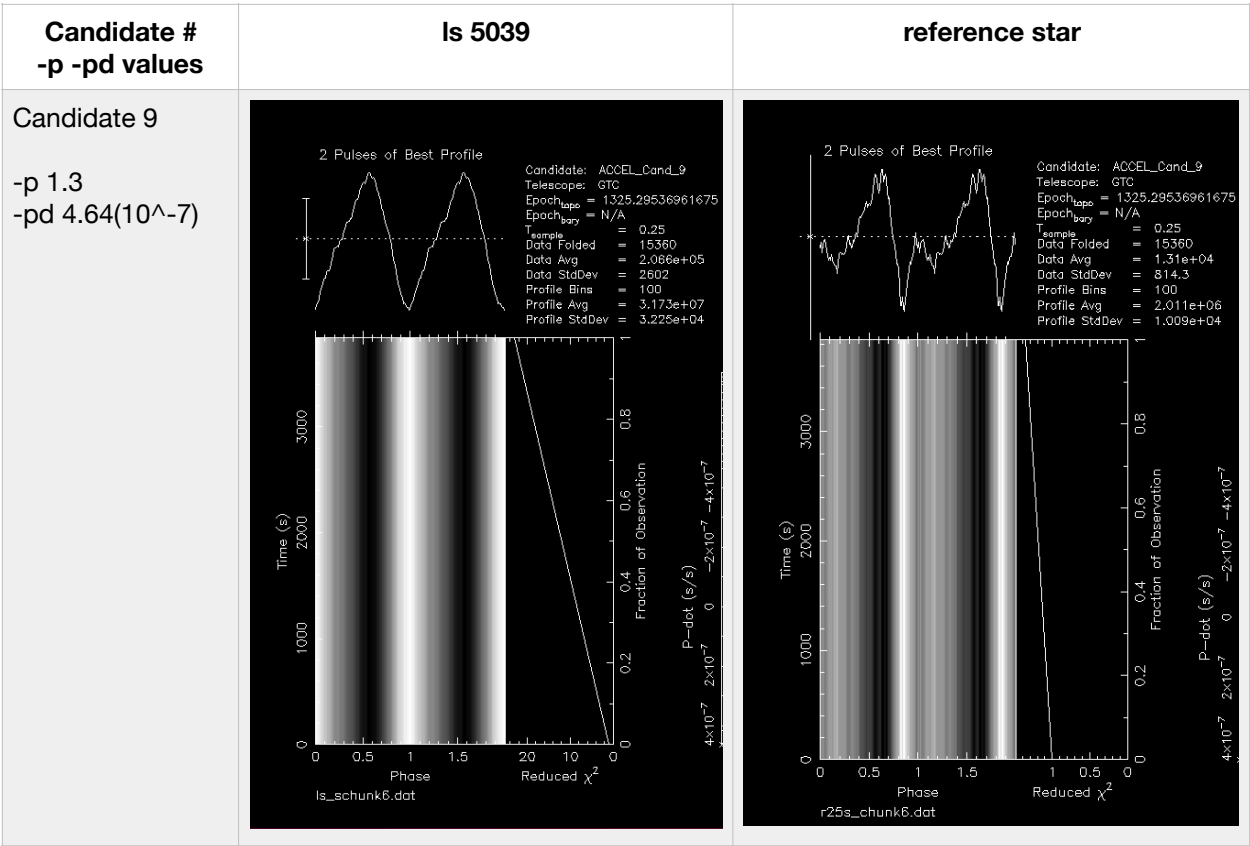 Candidate #
-p -pd values
ls 5039
reference star
Candidate 9
-p 1.3
-pd 4.64(10^-7)
2 Pulses of Best Profile
Candidate: ACCEL_Cand_9
Telescope: GTC
Epoch_topo = 1325.29536961675
Epoch_bary = N/A
T_sample = 0.25
Data Folded = 15360
Data Avg = 2.066e+05
Data StdDev = 2602
Profile Bins = 100
Profile Avg = 3.173e+07
Profile StdDev = 3.225e+04
Time (s)
0 1000 2000 3000
0 0.5 1 1.5
Phase
20 10 0
Reduced χ²
0 0.2 0.4 0.6 0.8 1
Fraction of Observation
P-dot (s/s)
4×10⁻⁷ 2×10⁻⁷ 0 −2×10⁻⁷ −4×10⁻⁷
ls_schunk6.dat
2 Pulses of Best Profile
Candidate: ACCEL_Cand_9
Telescope: GTC
Epoch_topo = 1325.29536961675
Epoch_bary = N/A
T_sample = 0.25
Data Folded = 15360
Data Avg = 1.31e+04
Data StdDev = 814.3
Profile Bins = 100
Profile Avg = 2.011e+06
Profile StdDev = 1.009e+04
Time (s)
0 1000 2000 3000
0 0.5 1 1.5
Phase
1 0.5 0
Reduced χ²
0 0.2 0.4 0.6 0.8 1
Fraction of Observation
P-dot (s/s)
4×10⁻⁷ 2×10⁻⁷ 0 −2×10⁻⁷ −4×10⁻⁷
r25s_chunk6.dat